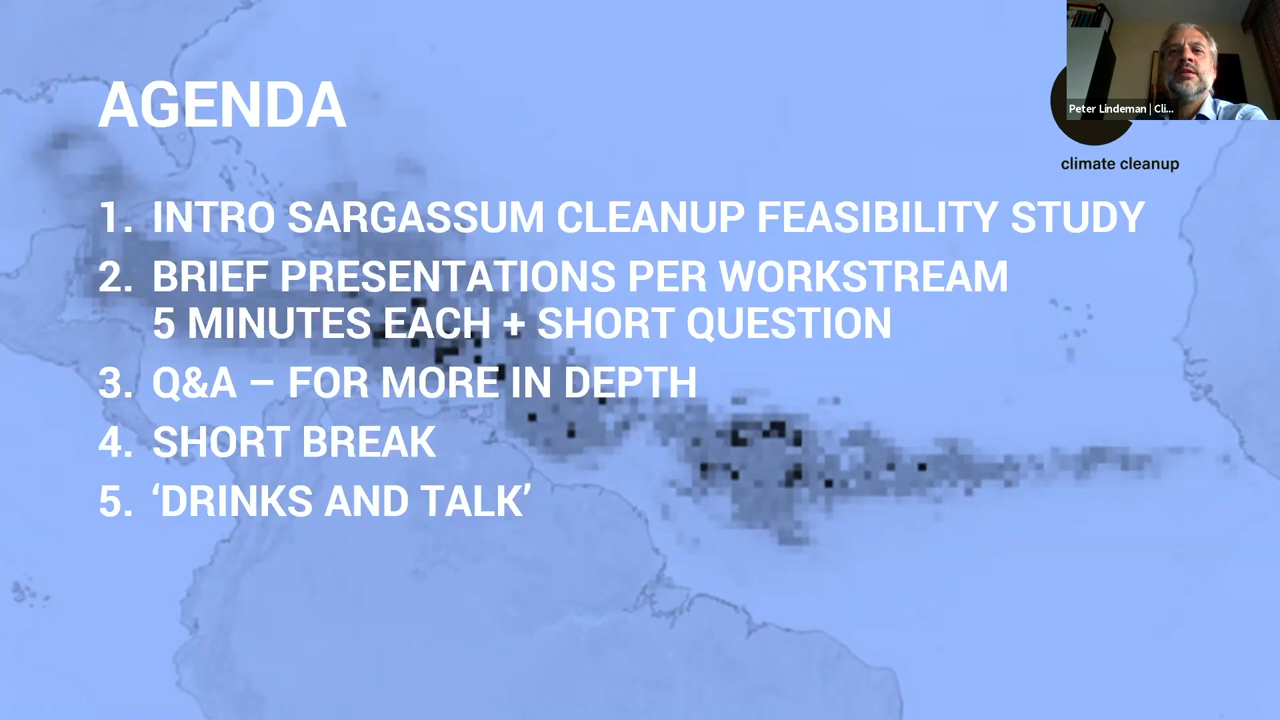 AGENDA
1. INTRO SARGASSUM CLEANUP FEASIBILITY STUDY
2. BRIEF PRESENTATIONS PER WORKSTREAM
5 MINUTES EACH + SHORT QUESTION
3. Q&A – FOR MORE IN DEPTH
4. SHORT BREAK
5. ‘DRINKS AND TALK’
Peter Lindeman | Cli...
climate cleanup